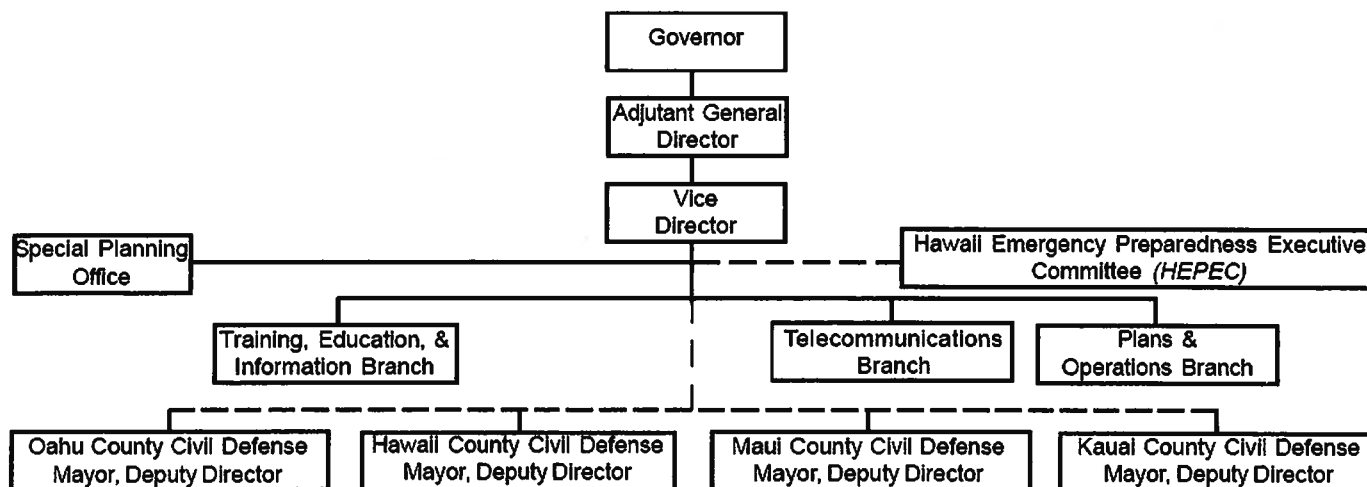 Governor
Adjutant General
Director
Vice
Director
Special Planning
Office
Hawaii Emergency Preparedness Executive
Committee (HEPEC)
Training, Education, &
Information Branch
Telecommunications
Branch
Plans &
Operations Branch
Oahu County Civil Defense
Mayor, Deputy Director
Hawaii County Civil Defense
Mayor, Deputy Director
Maui County Civil Defense
Mayor, Deputy Director
Kauai County Civil Defense
Mayor, Deputy Director